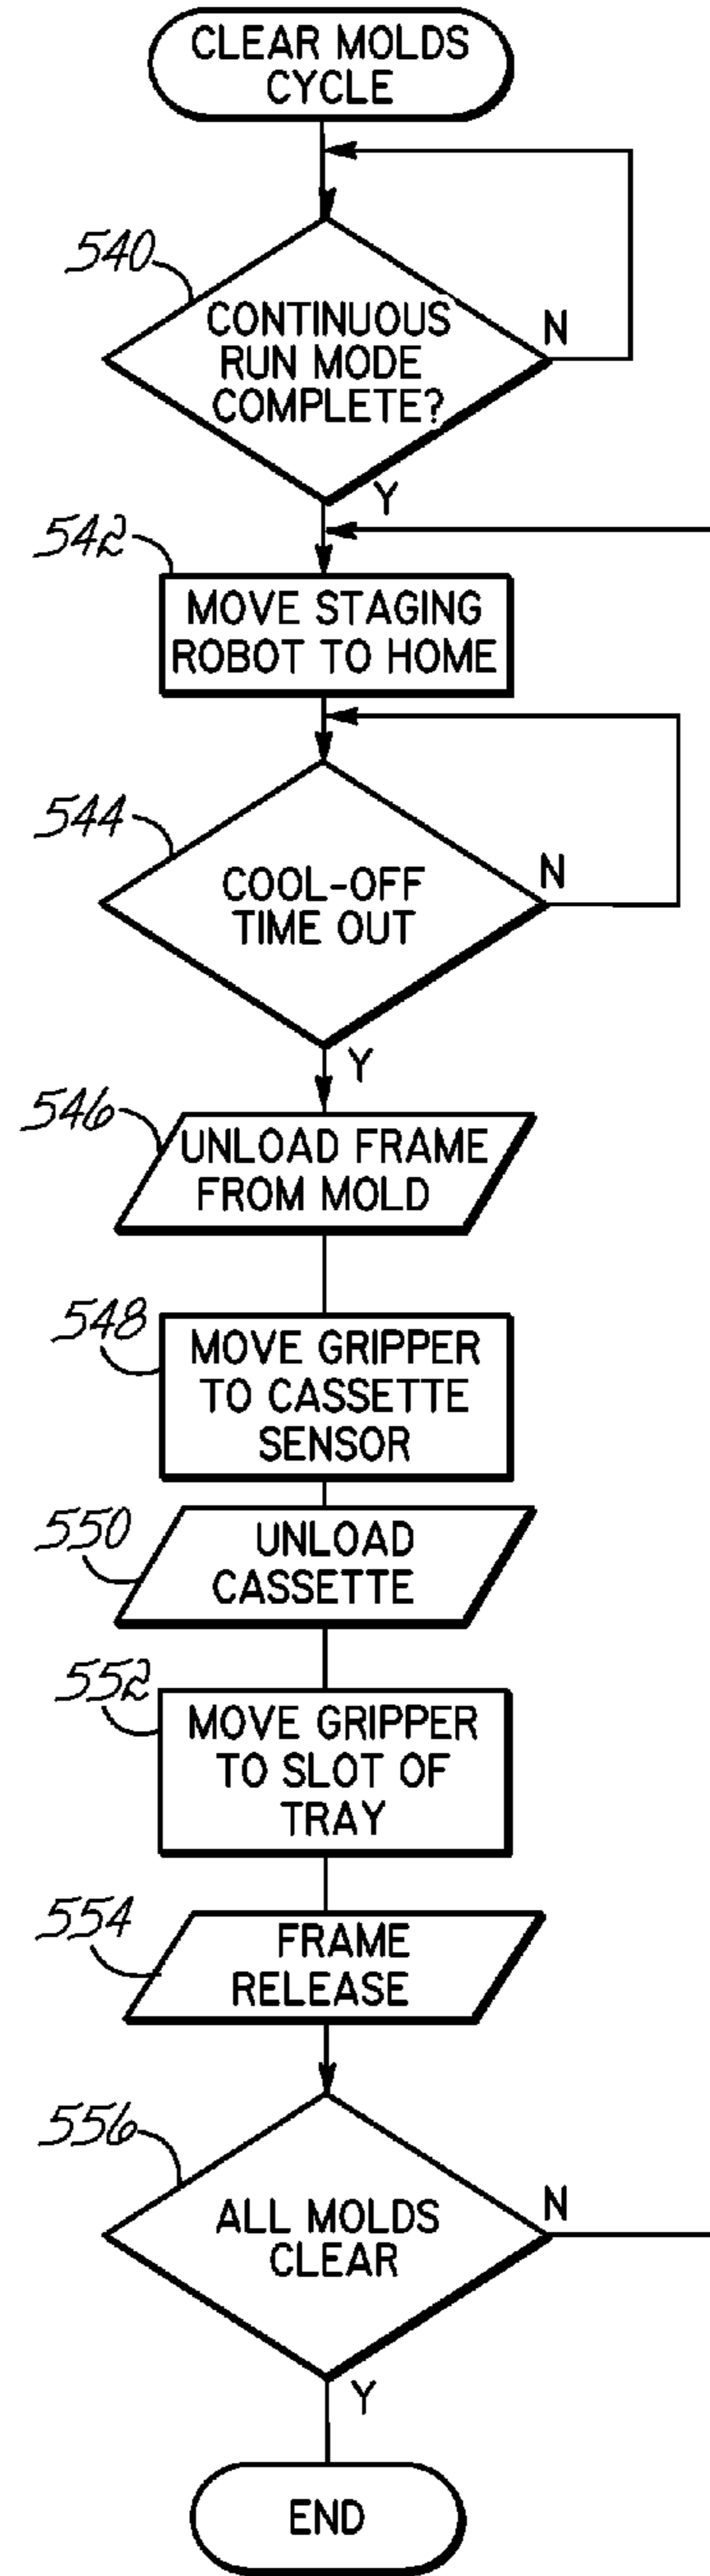 CLEAR MOLDS
CYCLE
540
CONTINUOUS
RUN MODE
COMPLETE?
N
Y
542
MOVE STAGING
ROBOT TO HOME
544
COOL-OFF
TIME OUT
N
Y
546
UNLOAD FRAME
FROM MOLD
548
MOVE GRIPPER
TO CASSETTE
SENSOR
550
UNLOAD
CASSETTE
552
MOVE GRIPPER
TO SLOT OF
TRAY
554
FRAME
RELEASE
556
ALL MOLDS
CLEAR
N
Y
END